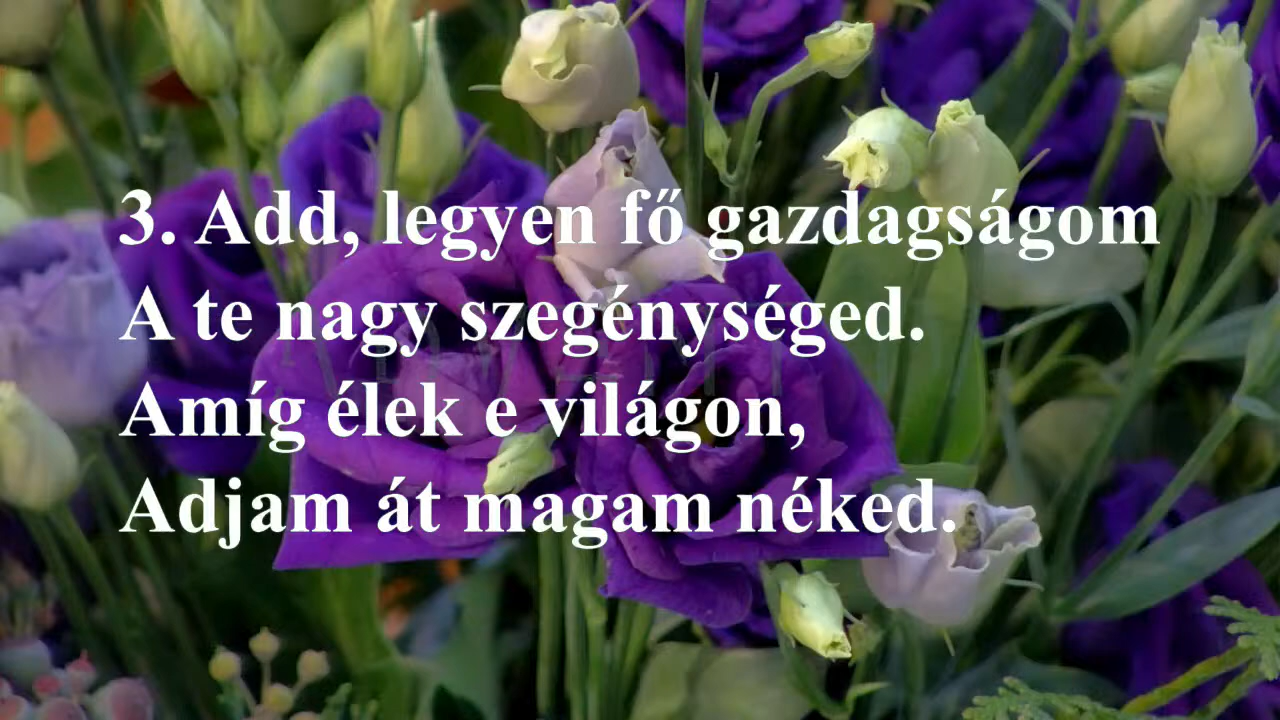 3. Add, legyen fő gazdagságom
A te nagy szegénységed.
Amíg élek e világon,
Adjam át magam néked.